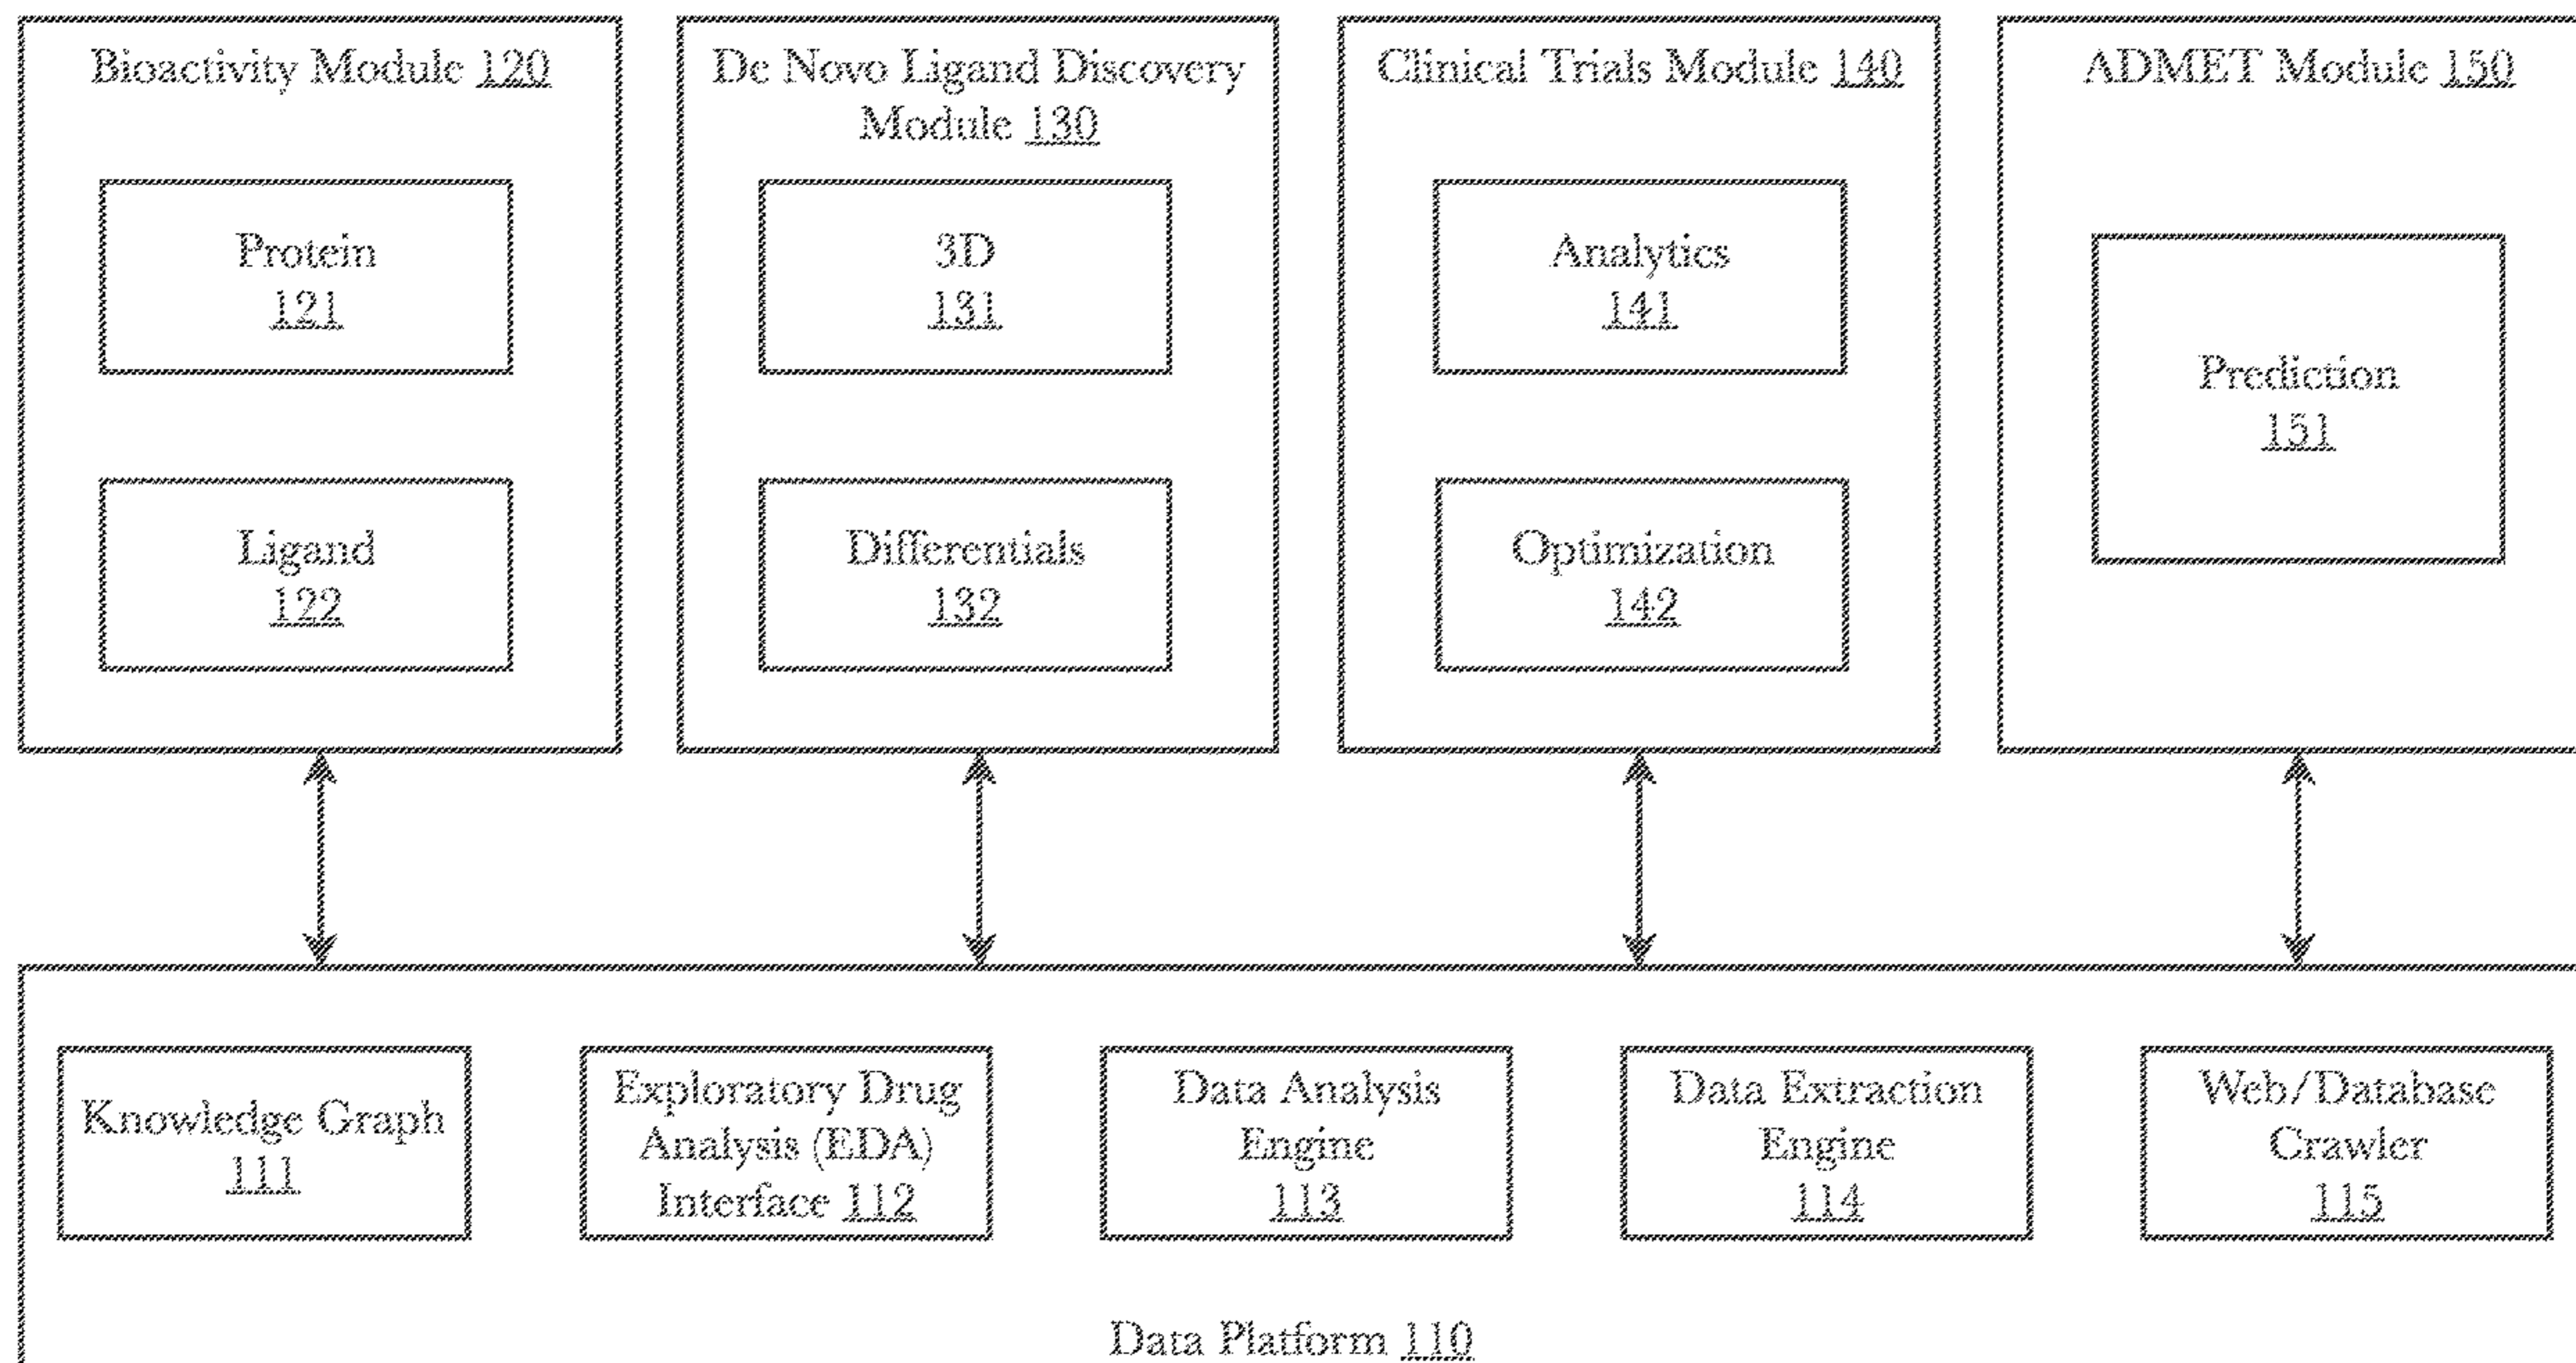 Bioactivity Module 120
Protein
121
Ligand
122
De Novo Ligand Discovery
Module 130
3D
131
Differentials
132
Clinical Trials Module 140
Analytics
141
Optimization
142
ADMET Module 150
Prediction
151
Knowledge Graph
111
Exploratory Drug
Analysis (EDA)
Interface 112
Data Analysis
Engine
113
Data Extraction
Engine
114
Web/Database
Crawler
115
Data Platform 110